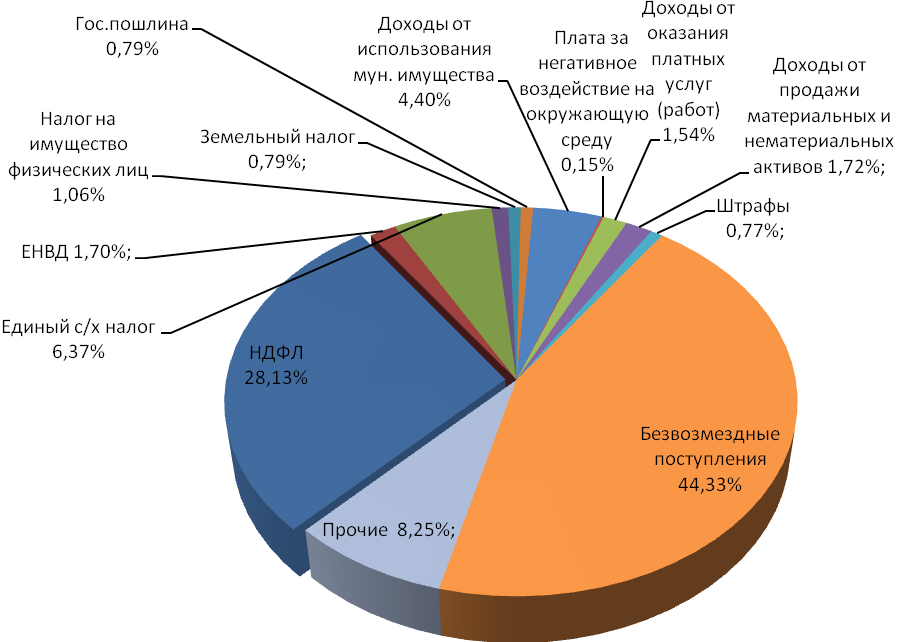 Гос.пошлина
0,79%
Доходы от
использования
мун. имущества
4,40%
Плата за
негативное
воздействие на
окружающую
среду
0,15%
Доходы от
оказания
платных
услуг
(работ)
1,54%
Доходы от
продажи
материальных и
нематериальных
активов 1,72%;
Налог на
имущество
физических лиц
1,06%
Земельный налог
0,79%;
Штрафы
0,77%;
ЕНВД 1,70%;
Единый с/х налог
6,37%
НДФЛ
28,13%
Безвозмездные
поступления
44,33%
Прочие 8,25%;